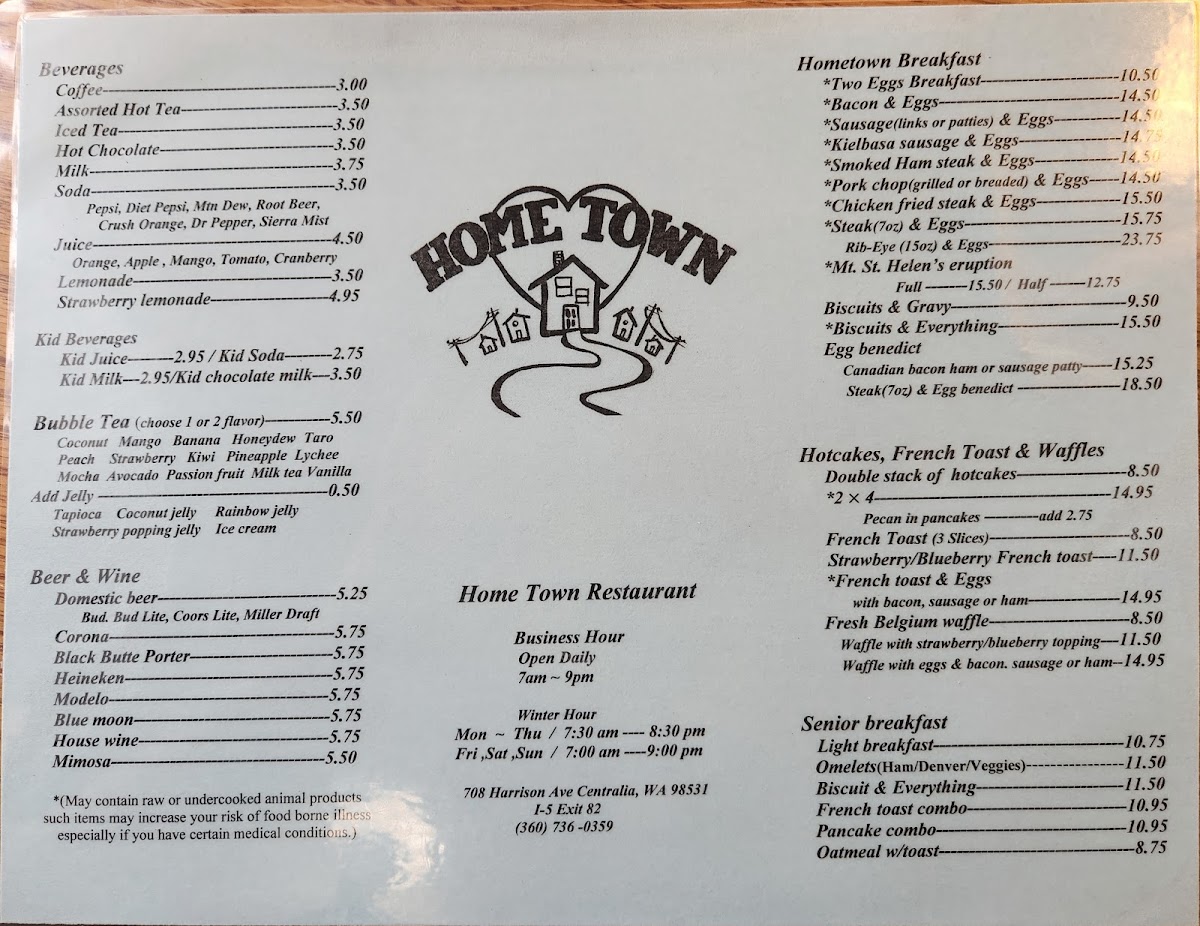 Beverages
Coffee-----3.00
Assorted Hot Tea-----3.50
Iced Tea-----3.50
Hot Chocolate-----3.50
Milk-----3.75
Soda-----3.50
Pepsi, Diet Pepsi, Mtn Dew, Root Beer,
Crush Orange, Dr Pepper, Sierra Mist
Juice-----4.50
Orange, Apple , Mango, Tomato, Cranberry
Lemonade-----3.50
Strawberry lemonade-----4.95
Kid Beverages
Kid Juice-----2.95 / Kid Soda-----2.75
Kid Milk---2.95/Kid chocolate milk---3.50
Bubble Tea (choose 1 or 2 flavor)-----5.50
Coconut Mango Banana Honeydew Taro
Peach Strawberry Kiwi Pineapple Lychee
Mocha Avocado Passion fruit Milk tea Vanilla
Add Jelly -----0.50
Tapioca Coconut jelly Rainbow jelly
Strawberry popping jelly Ice cream
Beer & Wine
Domestic beer-----5.25
Bud. Bud Lite, Coors Lite, Miller Draft
Corona-----5.75
Black Butte Porter-----5.75
Heineken-----5.75
Modelo-----5.75
Blue moon-----5.75
House wine-----5.75
Mimosa-----5.50
*(May contain raw or undercooked animal products
such items may increase your risk of food borne illness
especially if you have certain medical conditions.)
HOME TOWN
Home Town Restaurant
Business Hour
Open Daily
7am ~ 9pm
Winter Hour
Mon ~ Thu / 7:30 am ---- 8:30 pm
Fri ,Sat ,Sun / 7:00 am ----9:00 pm
708 Harrison Ave Centralia, WA 98531
I-5 Exit 82
(360) 736 -0359
Hometown Breakfast
*Two Eggs Breakfast-----10.50
*Bacon & Eggs-----14.50
*Sausage(links or patties) & Eggs-----14.50
*Kielbasa sausage & Eggs-----14.75
*Smoked Ham steak & Eggs-----14.50
*Pork chop(grilled or breaded) & Eggs-----14.50
*Chicken fried steak & Eggs-----15.50
*Steak(7oz) & Eggs-----15.75
Rib-Eye (15oz) & Eggs-----23.75
*Mt. St. Helen's eruption
Full -----15.50 / Half -----12.75
Biscuits & Gravy-----9.50
*Biscuits & Everything-----15.50
Egg benedict
Canadian bacon ham or sausage patty-----15.25
Steak(7oz) & Egg benedict -----18.50
Hotcakes, French Toast & Waffles
Double stack of hotcakes-----8.50
*2 × 4-----14.95
Pecan in pancakes -----add 2.75
French Toast (3 Slices)-----8.50
Strawberry/Blueberry French toast----11.50
*French toast & Eggs
with bacon, sausage or ham-----14.95
Fresh Belgium waffle-----8.50
Waffle with strawberry/blueberry topping---11.50
Waffle with eggs & bacon. sausage or ham--14.95
Senior breakfast
Light breakfast-----10.75
Omelets(Ham/Denver/Veggies)-----11.50
Biscuit & Everything-----11.50
French toast combo-----10.95
Pancake combo-----10.95
Oatmeal w/toast-----8.75